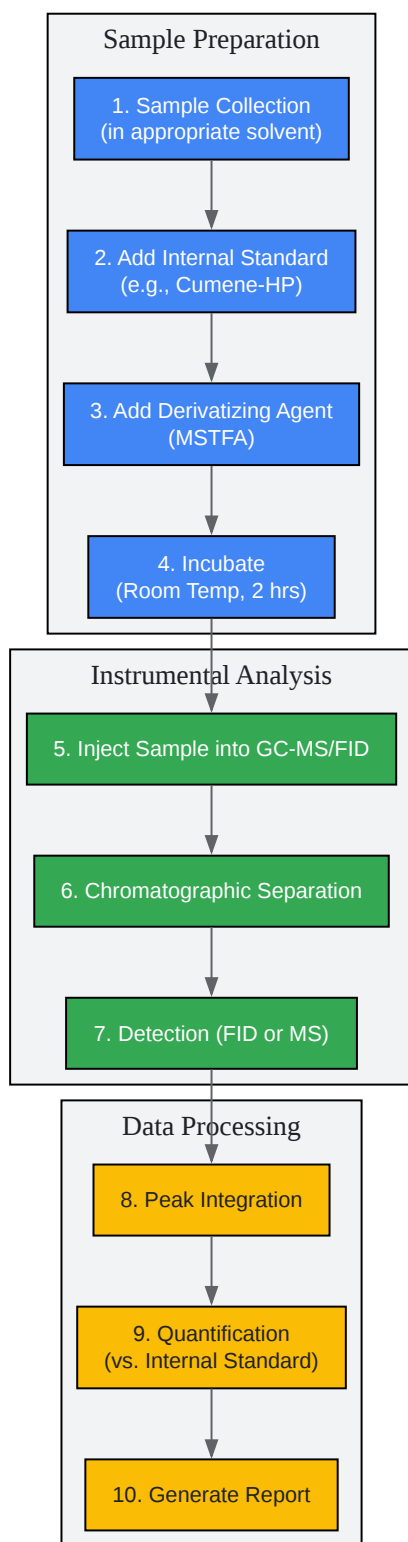 Sample Preparation
1. Sample Collection
(in appropriate solvent)
2. Add Internal Standard
(e.g., Cumene-HP)
3. Add Derivatizing Agent
(MSTFA)
4. Incubate
(Room Temp, 2 hrs)
Instrumental Analysis
5. Inject Sample into GC-MS/FID
6. Chromatographic Separation
7. Detection (FID or MS)
Data Processing
8. Peak Integration
9. Quantification
(vs. Internal Standard)
10. Generate Report